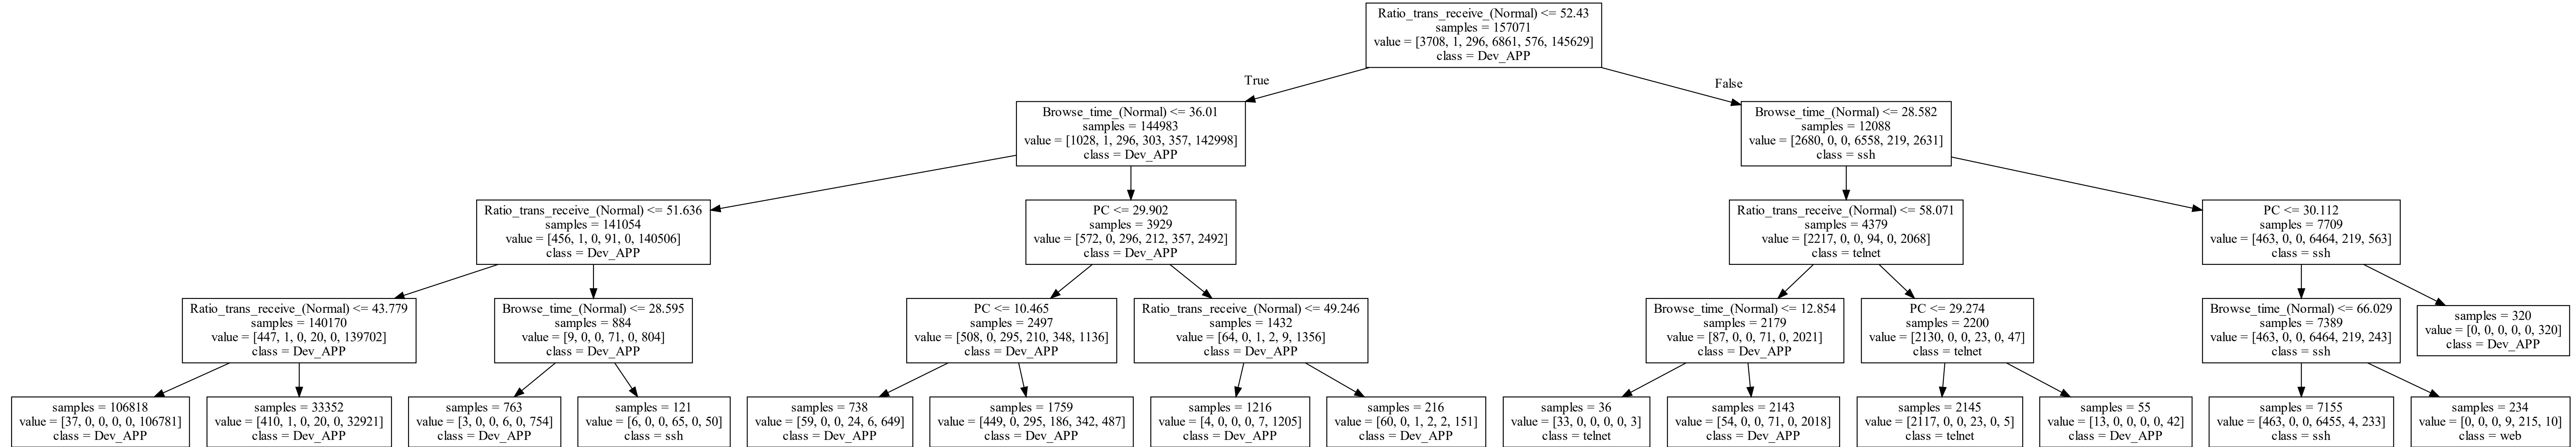 Ratio_trans_receive_(Normal) <= 52.43
samples = 157071
value = [3708, 1, 296, 6861, 576, 145629]
class = Dev_APP
True
False
Browse_time_(Normal) <= 36.01
samples = 144983
value = [1028, 1, 296, 303, 357, 142998]
class = Dev_APP
Browse_time_(Normal) <= 28.582
samples = 12088
value = [2680, 0, 0, 6558, 219, 2631]
class = ssh
Ratio_trans_receive_(Normal) <= 51.636
samples = 141054
value = [456, 1, 0, 91, 0, 140506]
class = Dev_APP
PC <= 29.902
samples = 3929
value = [572, 0, 296, 212, 357, 2492]
class = Dev_APP
Ratio_trans_receive_(Normal) <= 58.071
samples = 4379
value = [2217, 0, 0, 94, 0, 2068]
class = telnet
PC <= 30.112
samples = 7709
value = [463, 0, 0, 6464, 219, 563]
class = ssh
Ratio_trans_receive_(Normal) <= 43.779
samples = 140170
value = [447, 1, 0, 20, 0, 139702]
class = Dev_APP
Browse_time_(Normal) <= 28.595
samples = 884
value = [9, 0, 0, 71, 0, 804]
class = Dev_APP
PC <= 10.465
samples = 2497
value = [508, 0, 295, 210, 348, 1136]
class = Dev_APP
Ratio_trans_receive_(Normal) <= 49.246
samples = 1432
value = [64, 0, 1, 2, 9, 1356]
class = Dev_APP
Browse_time_(Normal) <= 12.854
samples = 2179
value = [87, 0, 0, 71, 0, 2021]
class = Dev_APP
PC <= 29.274
samples = 2200
value = [2130, 0, 0, 23, 0, 47]
class = telnet
Browse_time_(Normal) <= 66.029
samples = 7389
value = [463, 0, 0, 6464, 219, 243]
class = ssh
samples = 320
value = [0, 0, 0, 0, 0, 320]
class = Dev_APP
samples = 106818
value = [37, 0, 0, 0, 0, 106781]
class = Dev_APP
samples = 33352
value = [410, 1, 0, 20, 0, 32921]
class = Dev_APP
samples = 763
value = [3, 0, 0, 6, 0, 754]
class = Dev_APP
samples = 121
value = [6, 0, 0, 65, 0, 50]
class = ssh
samples = 738
value = [59, 0, 0, 24, 6, 649]
class = Dev_APP
samples = 1759
value = [449, 0, 295, 186, 342, 487]
class = Dev_APP
samples = 1216
value = [4, 0, 0, 0, 7, 1205]
class = Dev_APP
samples = 216
value = [60, 0, 1, 2, 2, 151]
class = Dev_APP
samples = 36
value = [33, 0, 0, 0, 0, 3]
class = telnet
samples = 2143
value = [54, 0, 0, 71, 0, 2018]
class = Dev_APP
samples = 2145
value = [2117, 0, 0, 23, 0, 5]
class = telnet
samples = 55
value = [13, 0, 0, 0, 0, 42]
class = Dev_APP
samples = 7155
value = [463, 0, 0, 6455, 4, 233]
class = ssh
samples = 234
value = [0, 0, 0, 9, 215, 10]
class = web